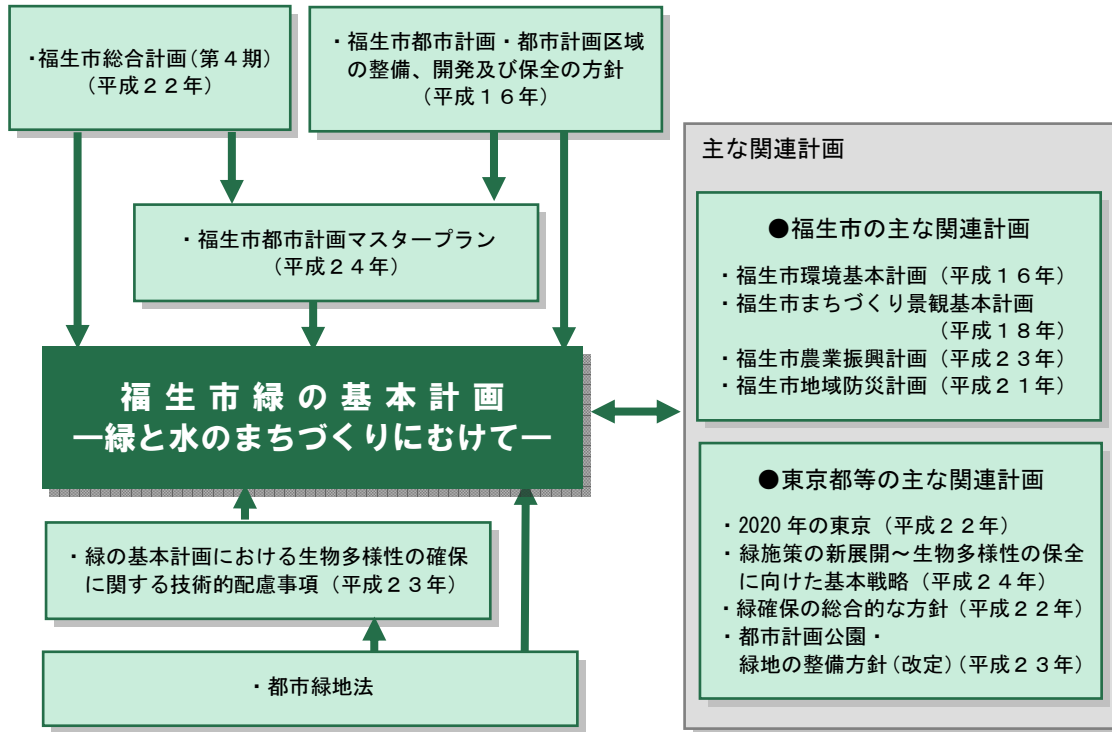 ・福生市総合計画(第４期)
（平成２２年）
・福生市都市計画・都市計画区域
の整備、開発及び保全の方針
（平成１６年）
・福生市都市計画マスタープラン
（平成２４年）
福生市緑の基本計画
―緑と水のまちづくりにむけて―
・緑の基本計画における生物多様性の確保
に関する技術的配慮事項（平成２３年）
・都市緑地法
主な関連計画
●福生市の主な関連計画
・福生市環境基本計画（平成１６年）
・福生市まちづくり景観基本計画
（平成１８年）
・福生市農業振興計画（平成２３年）
・福生市地域防災計画（平成２１年）
●東京都等の主な関連計画
・2020年の東京（平成２２年）
・緑施策の新展開～生物多様性の保全
に向けた基本戦略（平成２４年）
・緑確保の総合的な方針（平成２２年）
・都市計画公園・
緑地の整備方針(改定)(平成２３年）